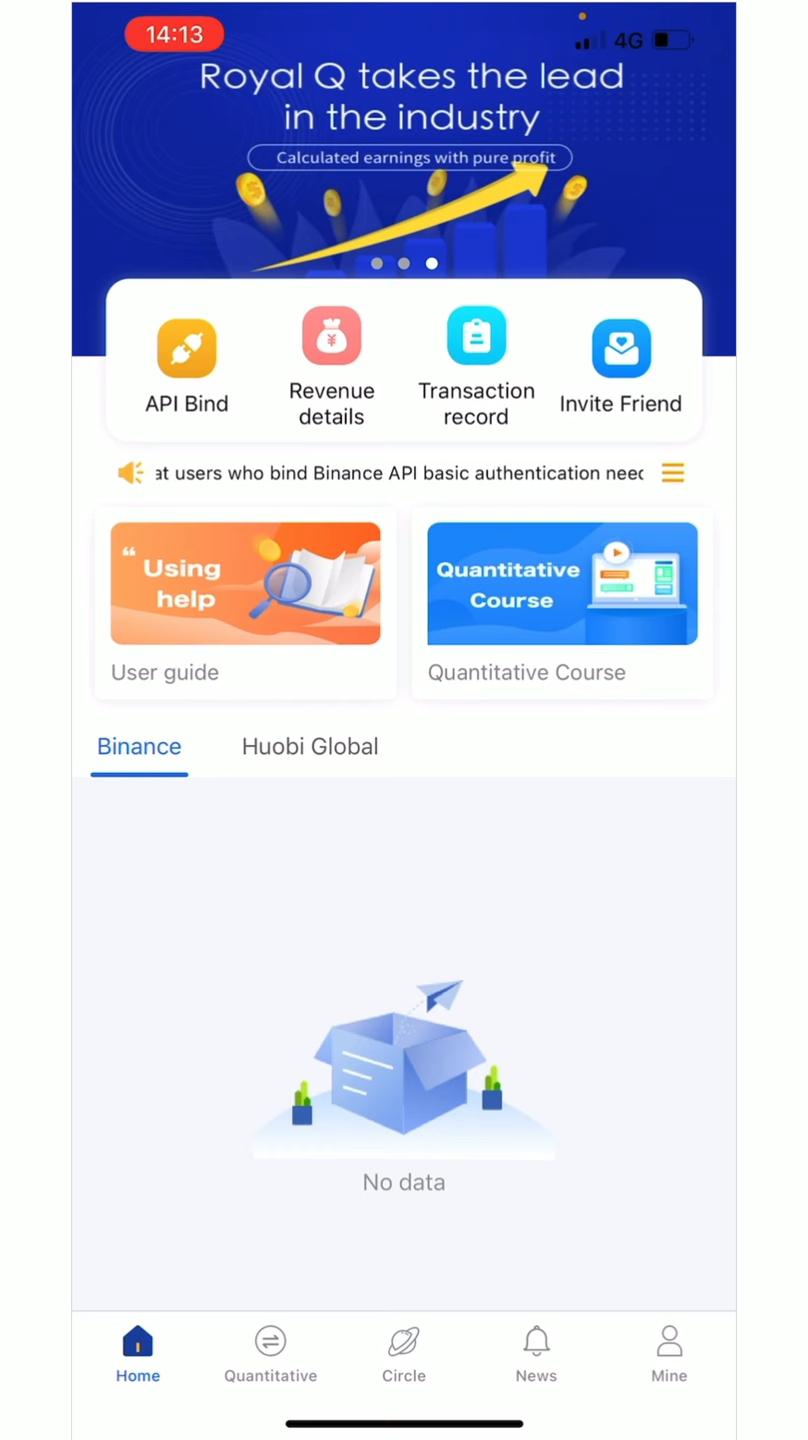 14:13
4G
Royal Q takes the lead
in the industry
Calculated earnings with pure profit
API Bind
Revenue
details
Transaction
record
Invite Friend
at users who bind Binance API basic authentication need
“ Using
help
Quantitative
Course
User guide
Quantitative Course
Binance
Huobi Global
No data
Home
Quantitative
Circle
News
Mine